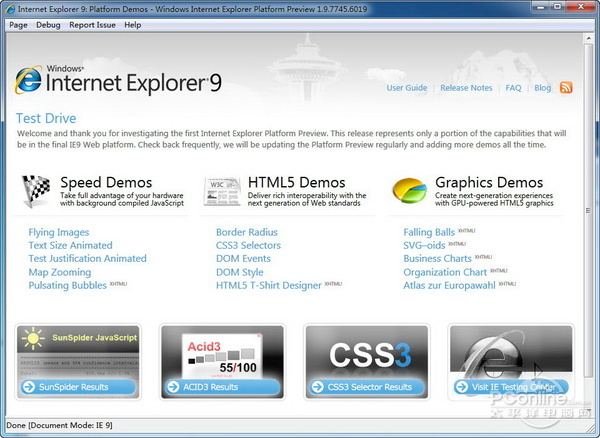 Internet Explorer 9: Platform Demos - Windows Internet Explorer Platform Preview 1.9.7745.6019
Page Debug Report Issue Help
Windows®
Internet Explorer®9
User Guide | Release Notes | FAQ | Blog
Test Drive
Welcome and thank you for investigating the first Internet Explorer Platform Preview. This release represents only a portion of the capabilities that will
be in the final IE9 Web platform. Check back frequently, we will be updating the Platform Preview regularly and adding more demos all the time.
Speed Demos
Take full advantage of your hardware
with background compiled JavaScript
Flying Images
Text Size Animated
Test Justification Animated
Map Zooming
Pulsating Bubbles XHTML!
W3C
HTML5 Demos
Deliver rich interoperability with the
next generation of Web standards
Border Radius
CSS3 Selectors
DOM Events
DOM Style
HTML5 T-Shirt Designer XHTML!
Graphics Demos
Create next-generation experiences
with GPU-powered HTML5 graphics
Falling Balls XHTML!
SVG-oids XHTML!
Business Charts XHTML!
Organization Chart XHTML!
Atlas zur Europawahl XHTML!
SunSpider JavaScript
SunSpider Results
Acid3
55/100
ACID3 Results
CSS3
CSS3 Selector Results
Visit IE Testing Center
PConline
太平洋电脑网
Done [Document Mode: IE 9]